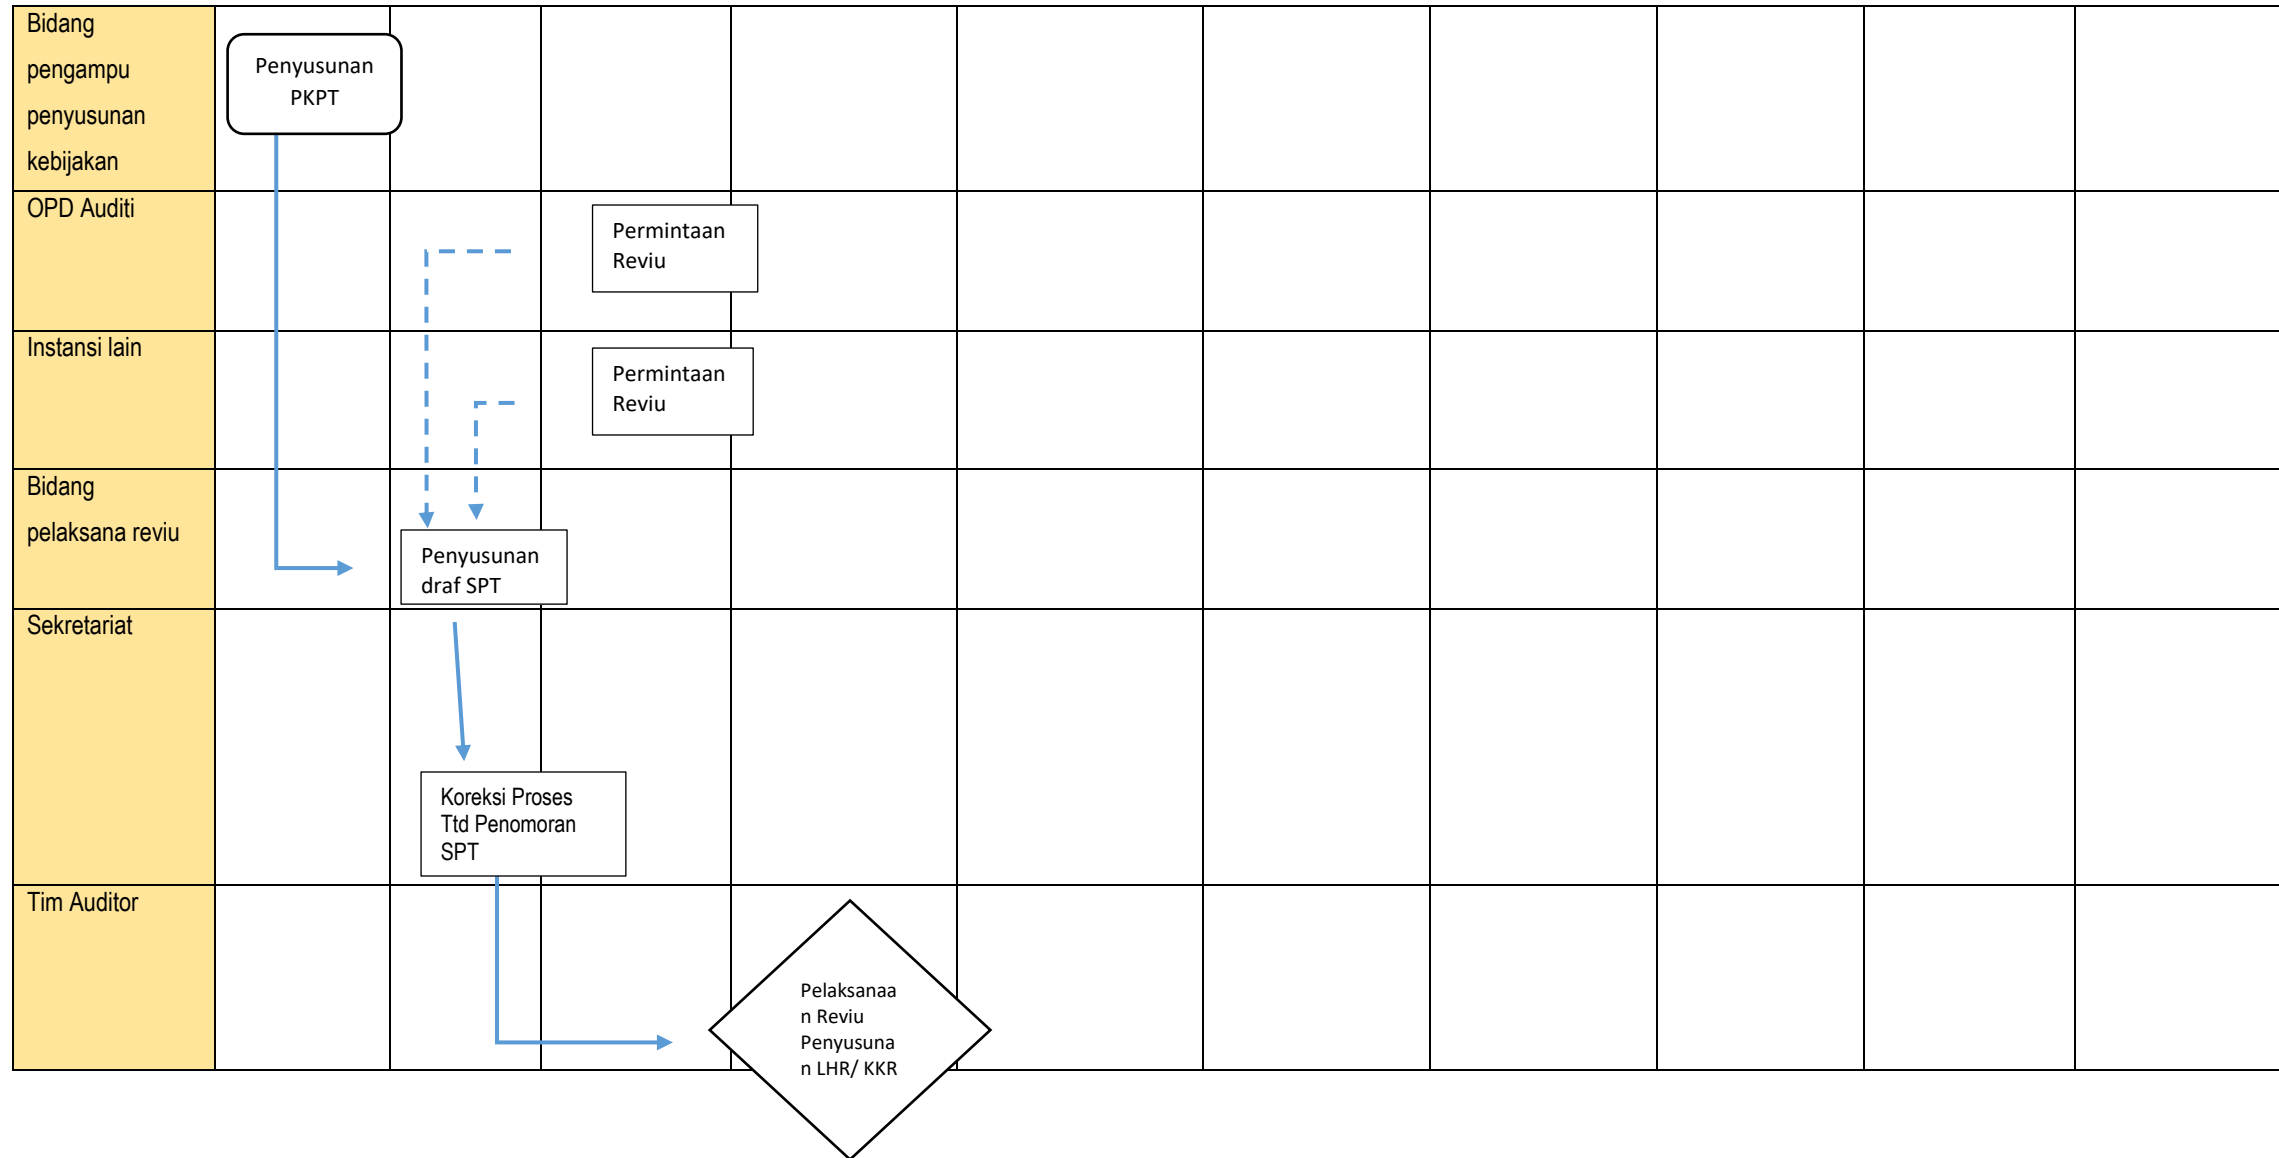 Bidang
pengampu
penyusunan
kebijakan
Penyusunan
PKPT
OPD Auditi
Permintaan
Reviu
Instansi lain
Permintaan
Reviu
Bidang
pelaksana reviu
Penyusunan
draf SPT
Sekretariat
Koreksi Proses
Ttd Penomoran
SPT
Tim Auditor
Pelaksanaa
n Reviu
Penyusuna
n LHR/ KKR